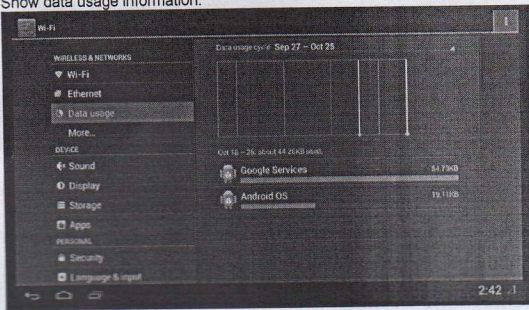 Show data usage information.
Wi-Fi
WIRELESS & NETWORKS
Wi-Fi
Ethernet
Data usage
More...
DEVICE
Sound
Display
Storage
Apps
PERSONAL
Security
Language & input
Data usage cycle Sep 27 – Oct 25
Google Services
Android OS
2:42